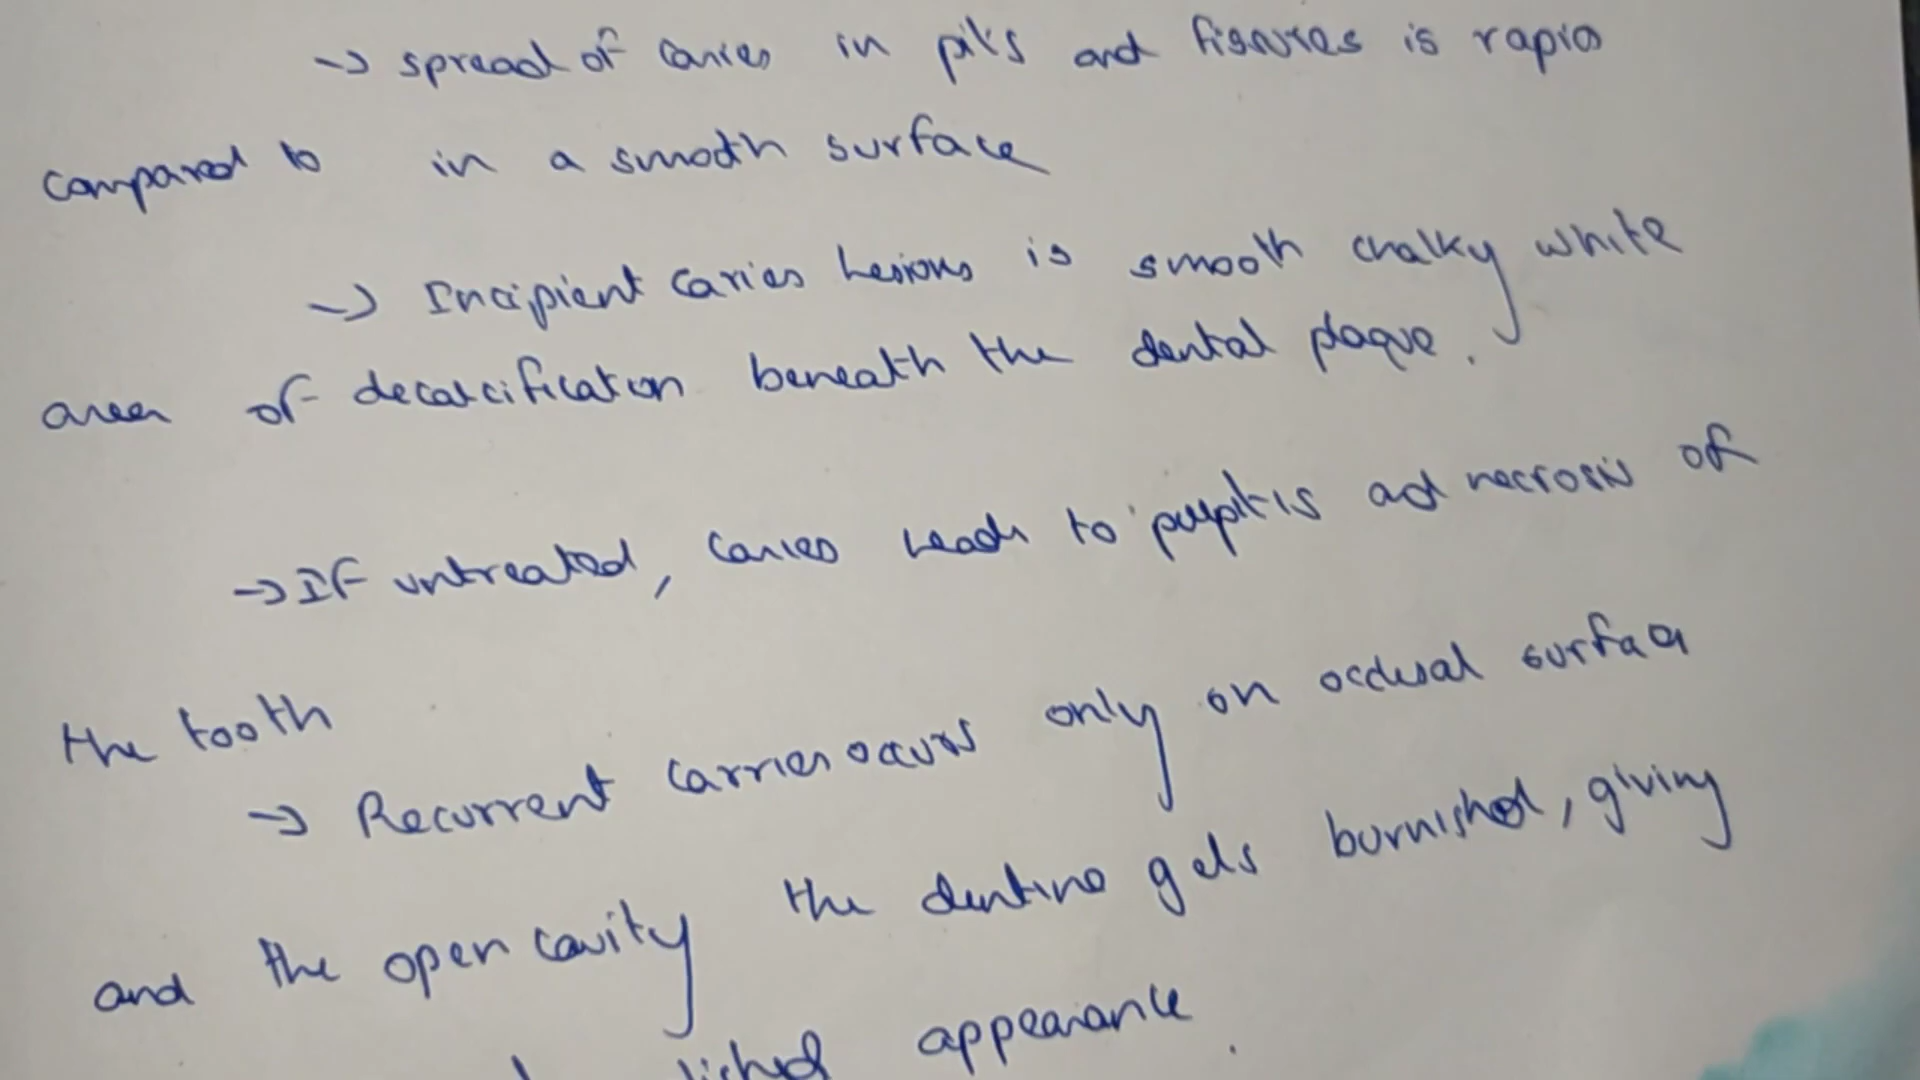 → spread of caries in pits and fissures is rapid
compared to in a smooth surface
→ Incipient caries lesions is smooth chalky white
area of decalcification beneath the dental plaque.
→ If untreated, caries leads to pulpitis and necrosis of
the tooth
→ Recurrent carries occurs only on occlusal surface
and the open cavity the dentine gets burnished, giving
appearance.